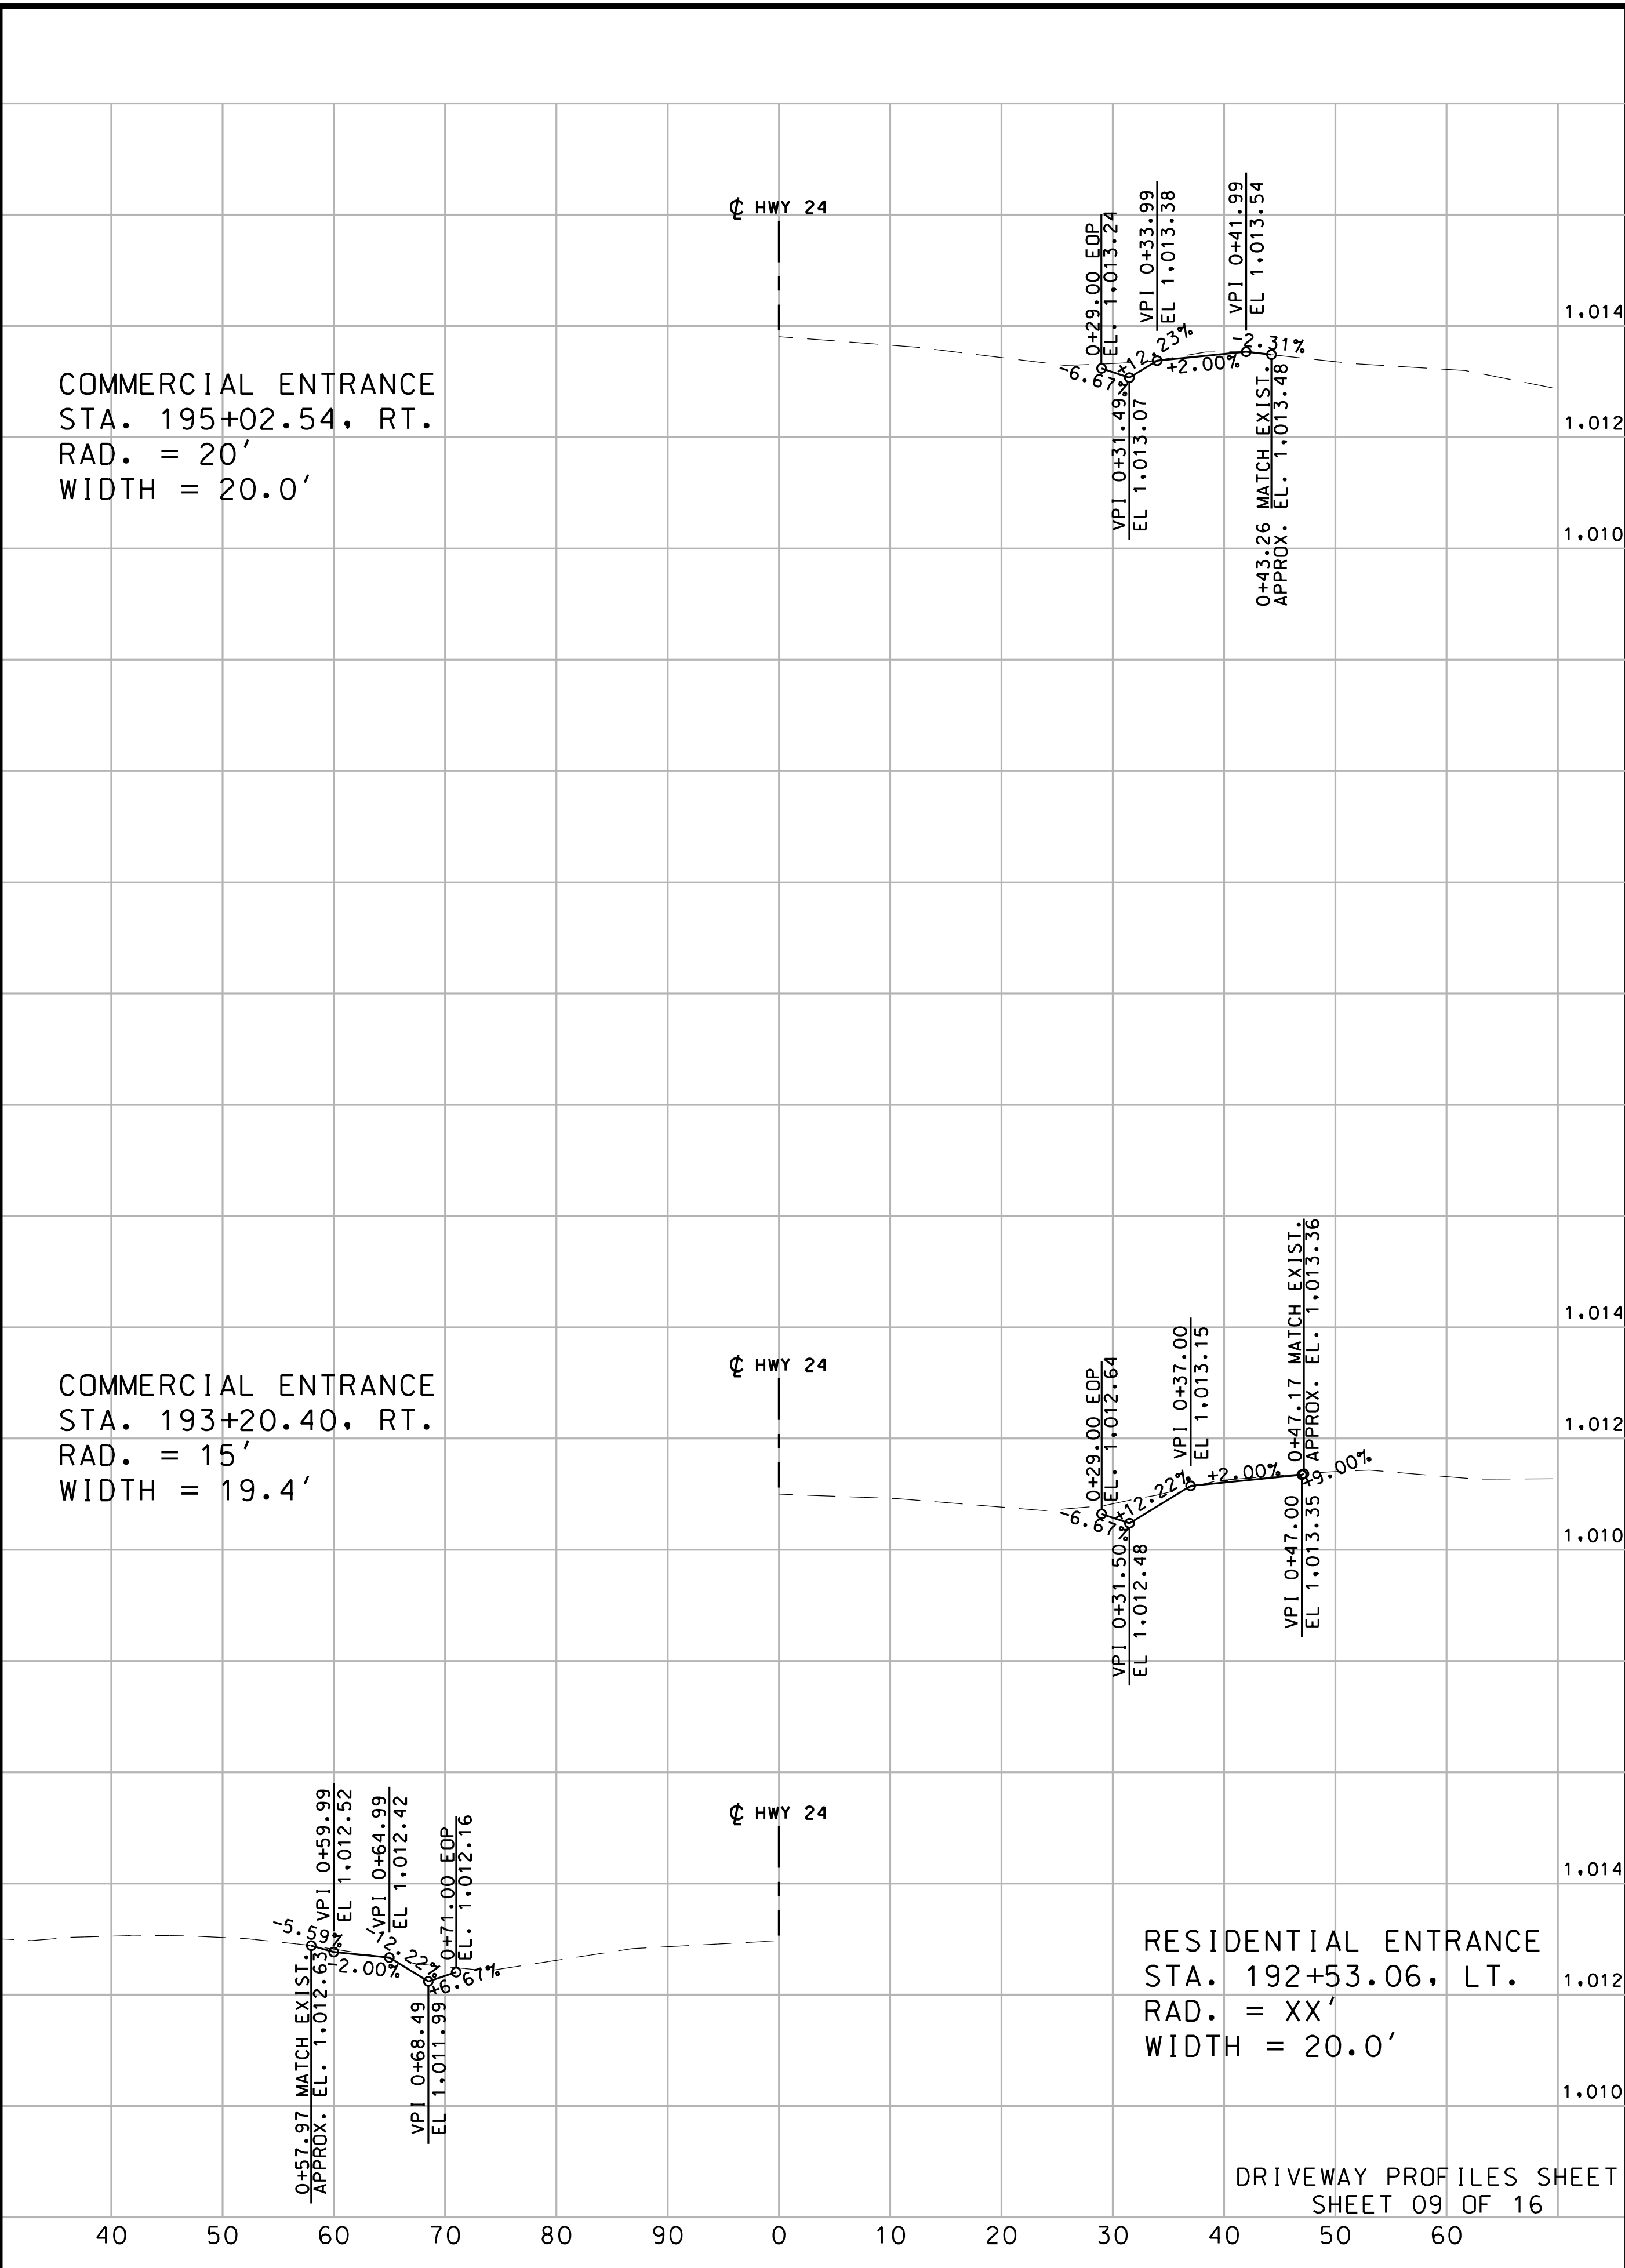 ₵ HWY 24
COMMERCIAL ENTRANCE
STA. 195+02.54, RT.
RAD. = 20'
WIDTH = 20.0'
0+29.00 EOP
EL. 1,013.24
VPI 0+33.99
EL 1,013.38
VPI 0+41.99
EL 1,013.54
-6.67%
+12.23%
+2.00%
-2.31%
VPI 0+31.49
EL 1,013.07
0+43.26 MATCH EXIST.
APPROX. EL. 1,013.48
1,014
1,012
1,010
₵ HWY 24
COMMERCIAL ENTRANCE
STA. 193+20.40, RT.
RAD. = 15'
WIDTH = 19.4'
0+29.00 EOP
EL. 1,012.64
VPI 0+37.00
EL 1,013.15
0+47.17 MATCH EXIST.
APPROX. EL. 1,013.36
-6.67%
+12.22%
+2.00%
+9.00%
VPI 0+31.50
EL 1,012.48
VPI 0+47.00
EL 1,013.35
1,014
1,012
1,010
₵ HWY 24
VPI 0+59.99
EL 1,012.52
VPI 0+64.99
EL 1,012.42
0+71.00 EOP
EL. 1,012.16
-5.59%
-2.00%
-12.22%
+6.67%
0+57.97 MATCH EXIST.
APPROX. EL. 1,012.63
VPI 0+68.49
EL 1,011.99
RESIDENTIAL ENTRANCE
STA. 192+53.06, LT.
RAD. = XX'
WIDTH = 20.0'
1,014
1,012
1,010
DRIVEWAY PROFILES SHEET
SHEET 09 OF 16
40 50 60 70 80 90 0 10 20 30 40 50 60